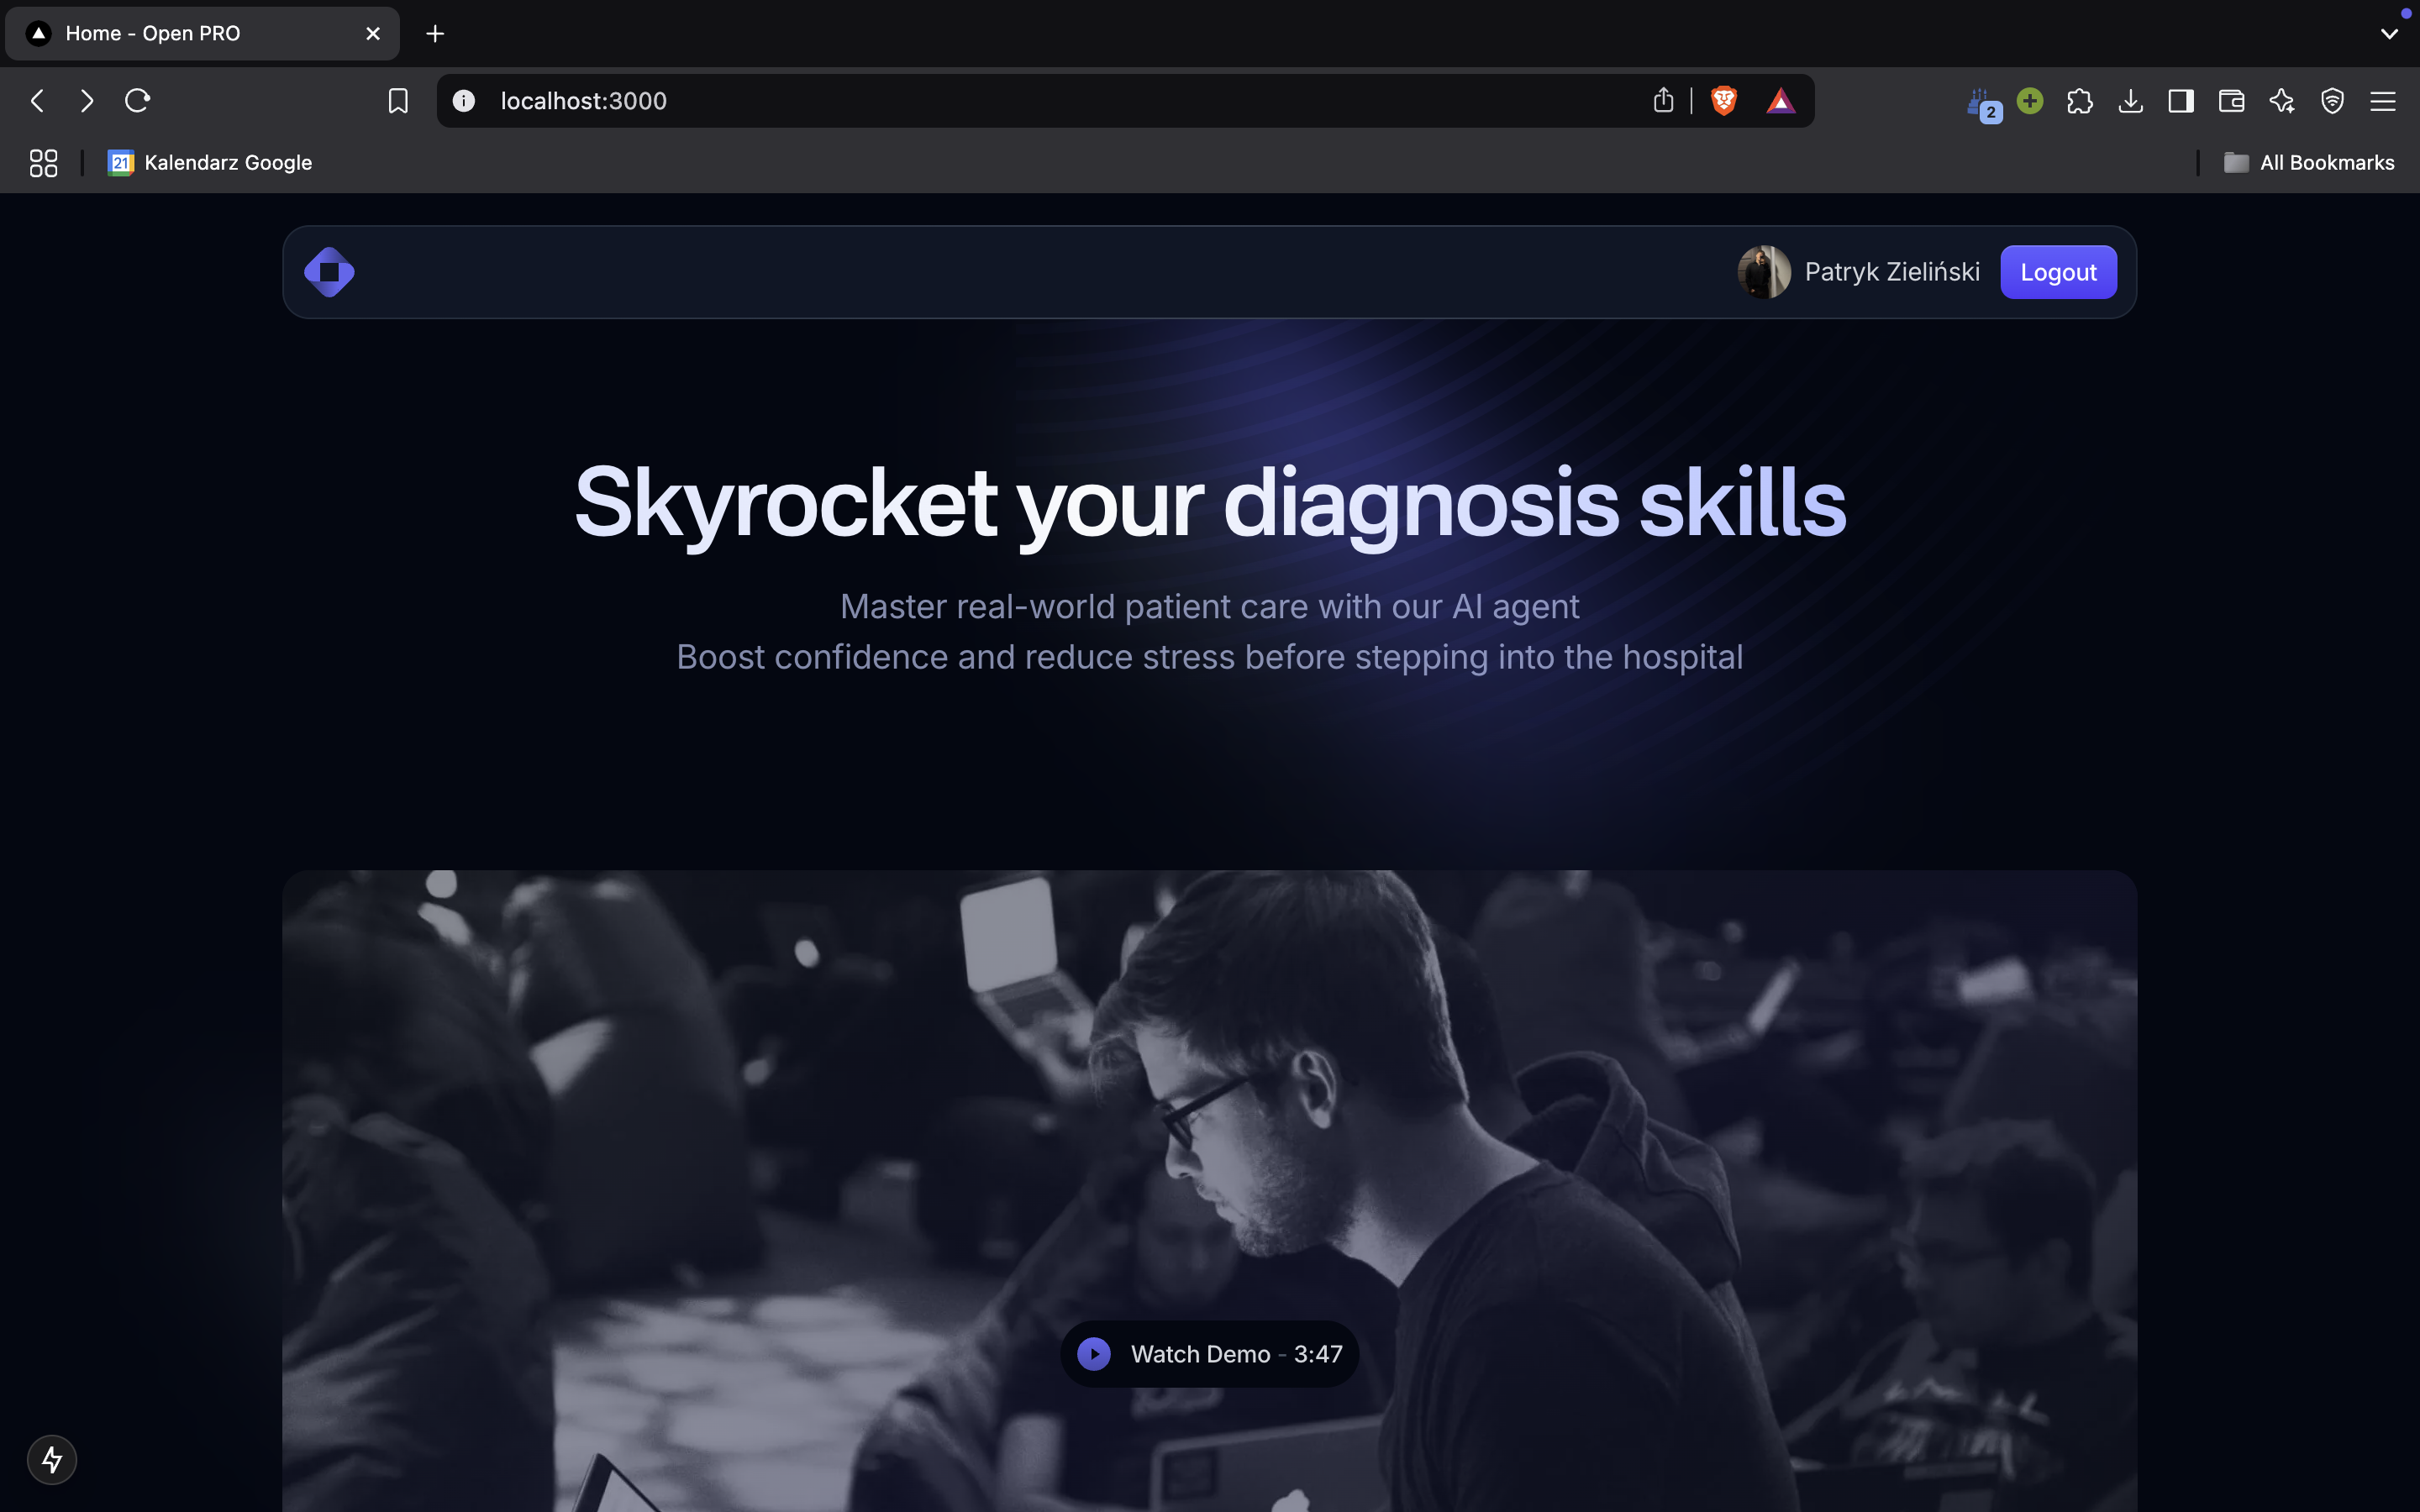 Home - Open PRO
localhost:3000
2
21 Kalendarz Google
All Bookmarks
Patryk Zieliński
Logout
Skyrocket your diagnosis skills
Master real-world patient care with our AI agent
Boost confidence and reduce stress before stepping into the hospital
Watch Demo - 3:47